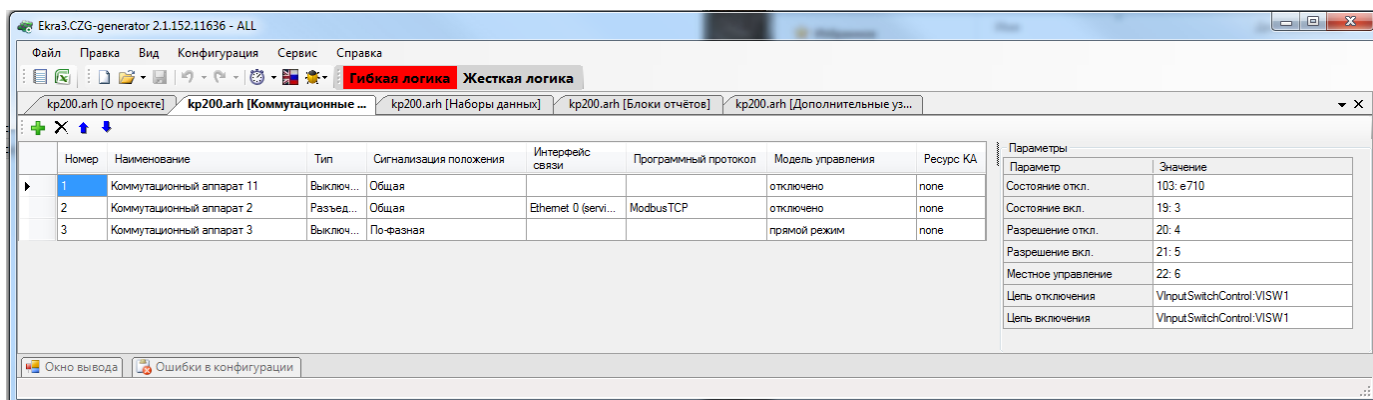 Ekra3.CZG-generator 2.1.152.11636 - ALL
Файл Правка Вид Конфигурация Сервис Справка
Гибкая логика Жесткая логика
kp200.arh [О проекте] kp200.arh [Коммутационные ... kp200.arh [Наборы данных] kp200.arh [Блоки отчётов] kp200.arh [Дополнительные уз...
Номер Наименование Тип Сигнализация положения Интерфейс связи Программный протокол Модель управления Ресурс КА
1 Коммутационный аппарат 11 Выключ... Общая отключено none
2 Коммутационный аппарат 2 Разъед... Общая Ethernet 0 (servi... ModbusTCP отключено none
3 Коммутационный аппарат 3 Выключ... По-фазная прямой режим none
Параметры
Параметр Значение
Состояние откл. 103: e710
Состояние вкл. 19: 3
Разрешение откл. 20: 4
Разрешение вкл. 21: 5
Местное управление 22: 6
Цепь отключения VInputSwitchControl:VISW1
Цепь включения VInputSwitchControl:VISW1
Окно вывода Ошибки в конфигурации